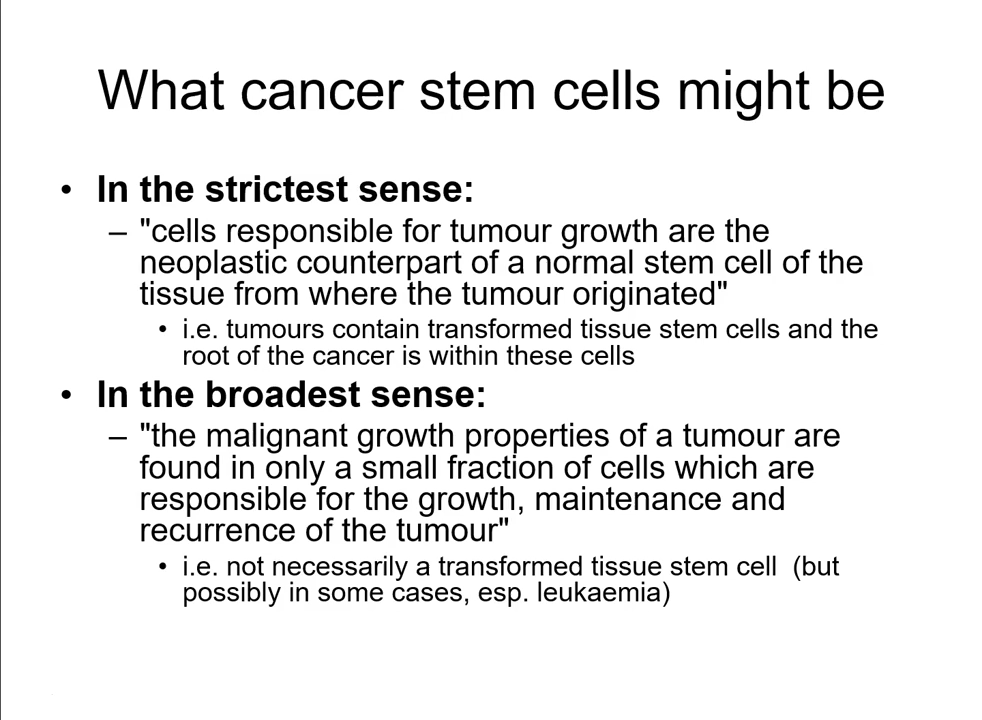 What cancer stem cells might be
• In the strictest sense:
– "cells responsible for tumour growth are the
neoplastic counterpart of a normal stem cell of the
tissue from where the tumour originated"
• i.e. tumours contain transformed tissue stem cells and the
root of the cancer is within these cells
• In the broadest sense:
– "the malignant growth properties of a tumour are
found in only a small fraction of cells which are
responsible for the growth, maintenance and
recurrence of the tumour"
• i.e. not necessarily a transformed tissue stem cell  (but
possibly in some cases, esp. leukaemia)